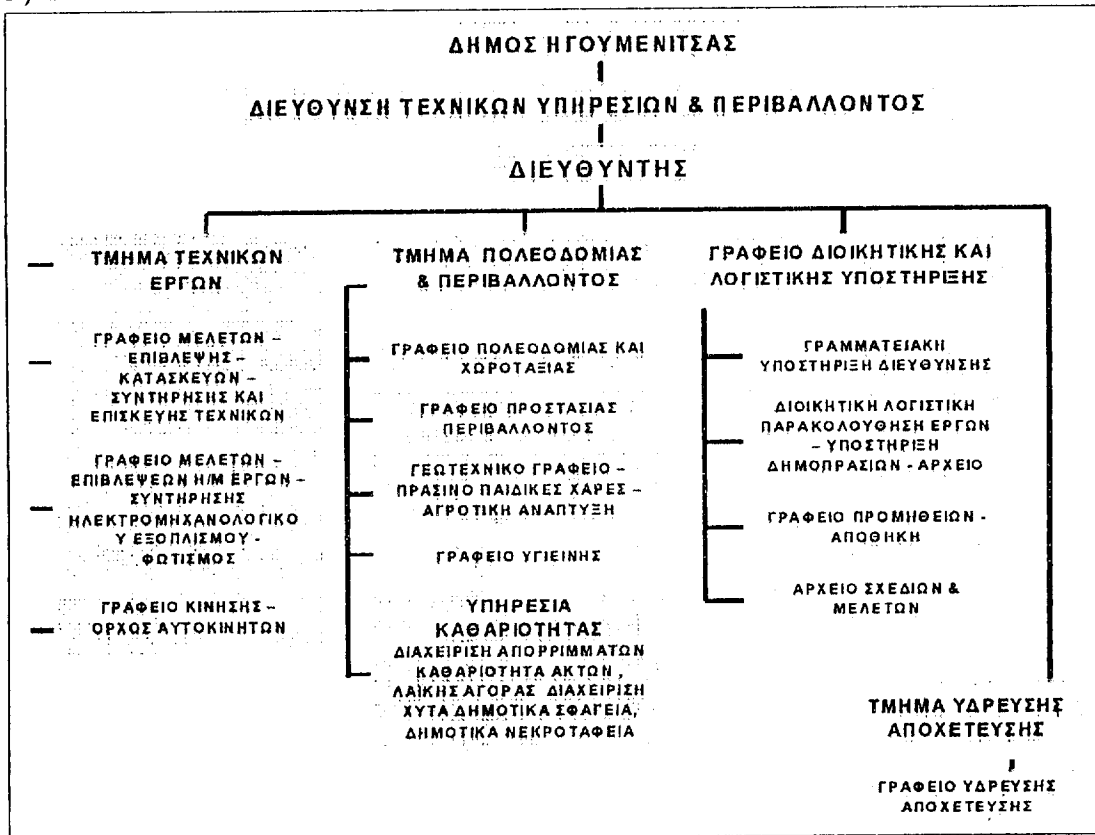 ΔΗΜΟΣ ΗΓΟΥΜΕΝΙΤΣΑΣ
ΔΙΕΥΘΥΝΣΗ ΤΕΧΝΙΚΩΝ ΥΠΗΡΕΣΙΩΝ & ΠΕΡΙΒΑΛΛΟΝΤΟΣ
ΔΙΕΥΘΥΝΤΗΣ
ΤΜΗΜΑ ΤΕΧΝΙΚΩΝ
ΕΡΓΩΝ
ΓΡΑΦΕΙΟ ΜΕΛΕΤΩΝ –
ΕΠΙΒΛΕΨΗΣ –
ΚΑΤΑΣΚΕΥΩΝ –
ΣΥΝΤΗΡΗΣΗΣ ΚΑΙ
ΕΠΙΣΚΕΥΗΣ ΤΕΧΝΙΚΩΝ
ΓΡΑΦΕΙΟ ΜΕΛΕΤΩΝ –
ΕΠΙΒΛΕΨΕΩΝ Η/Μ ΕΡΓΩΝ –
ΣΥΝΤΗΡΗΣΗΣ
ΗΛΕΚΤΡΟΜΗΧΑΝΟΛΟΓΙΚΟ
Υ ΕΞΟΠΛΙΣΜΟΥ -
ΦΩΤΙΣΜΟΣ
ΓΡΑΦΕΙΟ ΚΙΝΗΣΗΣ –
ΟΡΧΟΣ ΑΥΤΟΚΙΝΗΤΩΝ
ΤΜΗΜΑ ΠΟΛΕΟΔΟΜΙΑΣ
& ΠΕΡΙΒΑΛΛΟΝΤΟΣ
ΓΡΑΦΕΙΟ ΠΟΛΕΟΔΟΜΙΑΣ ΚΑΙ
ΧΩΡΟΤΑΞΙΑΣ
ΓΡΑΦΕΙΟ ΠΡΟΣΤΑΣΙΑΣ
ΠΕΡΙΒΑΛΛΟΝΤΟΣ
ΓΕΩΤΕΧΝΙΚΟ ΓΡΑΦΕΙΟ –
ΠΡΑΣΙΝΟ ΠΑΙΔΙΚΕΣ ΧΑΡΕΣ –
ΑΓΡΟΤΙΚΗ ΑΝΑΠΤΥΞΗ
ΓΡΑΦΕΙΟ ΥΓΙΕΙΝΗΣ
ΥΠΗΡΕΣΙΑ
ΚΑΘΑΡΙΟΤΗΤΑΣ
ΔΙΑΧΕΙΡΙΣΗ ΑΠΟΡΡΙΜΜΑΤΩΝ
ΚΑΘΑΡΙΟΤΗΤΑ ΑΚΤΩΝ ,
ΛΑΪΚΗΣ ΑΓΟΡΑΣ ΔΙΑΧΕΙΡΙΣΗ
ΧΥΤΑ ΔΗΜΟΤΙΚΑ ΣΦΑΓΕΙΑ,
ΔΗΜΟΤΙΚΑ ΝΕΚΡΟΤΑΦΕΙΑ
ΓΡΑΦΕΙΟ ΔΙΟΙΚΗΤΙΚΗΣ ΚΑΙ
ΛΟΓΙΣΤΙΚΗΣ ΥΠΟΣΤΗΡΙΞΗΣ
ΓΡΑΜΜΑΤΕΙΑΚΗ
ΥΠΟΣΤΗΡΙΞΗ ΔΙΕΥΘΥΝΣΗΣ
ΔΙΟΙΚΗΤΙΚΗ ΛΟΓΙΣΤΙΚΗ
ΠΑΡΑΚΟΛΟΥΘΗΣΗ ΕΡΓΩΝ
– ΥΠΟΣΤΗΡΙΞΗ
ΔΗΜΟΠΡΑΣΙΩΝ - ΑΡΧΕΙΟ
ΓΡΑΦΕΙΟ ΠΡΟΜΗΘΕΙΩΝ -
ΑΠΟΘΗΚΗ
ΑΡΧΕΙΟ ΣΧΕΔΙΩΝ &
ΜΕΛΕΤΩΝ
ΤΜΗΜΑ ΥΔΡΕΥΣΗΣ
ΑΠΟΧΕΤΕΥΣΗΣ
ΓΡΑΦΕΙΟ ΥΔΡΕΥΣΗΣ
ΑΠΟΧΕΤΕΥΣΗΣ